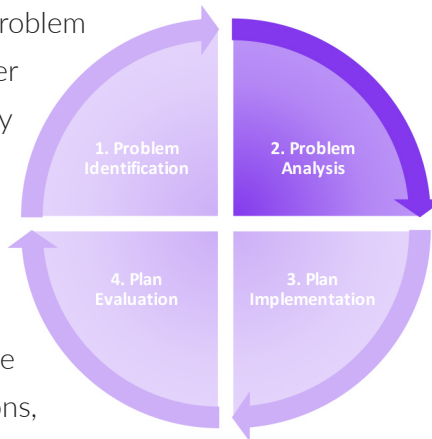 roblem
er
y
1. Problem
Identification
2. Problem
Analysis
4. Plan
Evaluation
3. Plan
Implementation
e
ons,